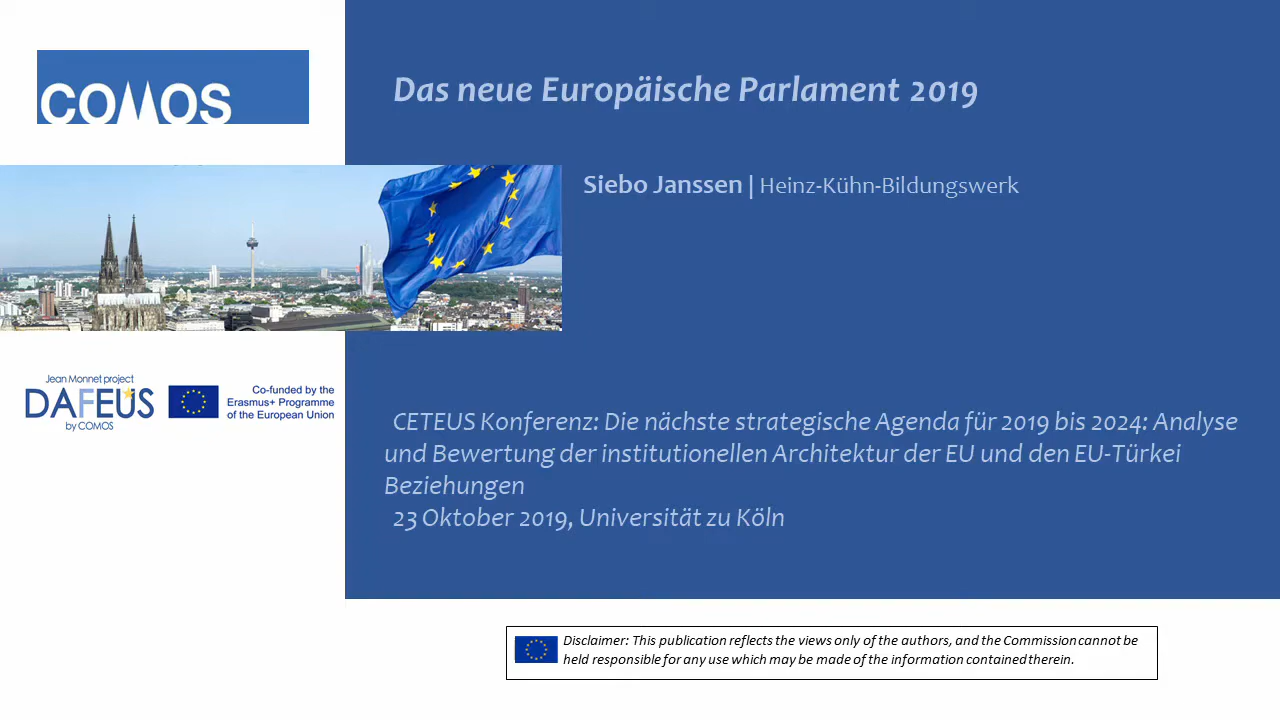 COMOS
Das neue Europäische Parlament 2019
Siebo Janssen | Heinz-Kühn-Bildungswerk
Jean Monnet project
DAFEUS
by COMOS
Co-funded by the
Erasmus+ Programme
of the European Union
CETEUS Konferenz: Die nächste strategische Agenda für 2019 bis 2024: Analyse
und Bewertung der institutionellen Architektur der EU und den EU-Türkei
Beziehungen
23 Oktober 2019, Universität zu Köln
Disclaimer: This publication reflects the views only of the authors, and the Commission cannot be
held responsible for any use which may be made of the information contained therein.